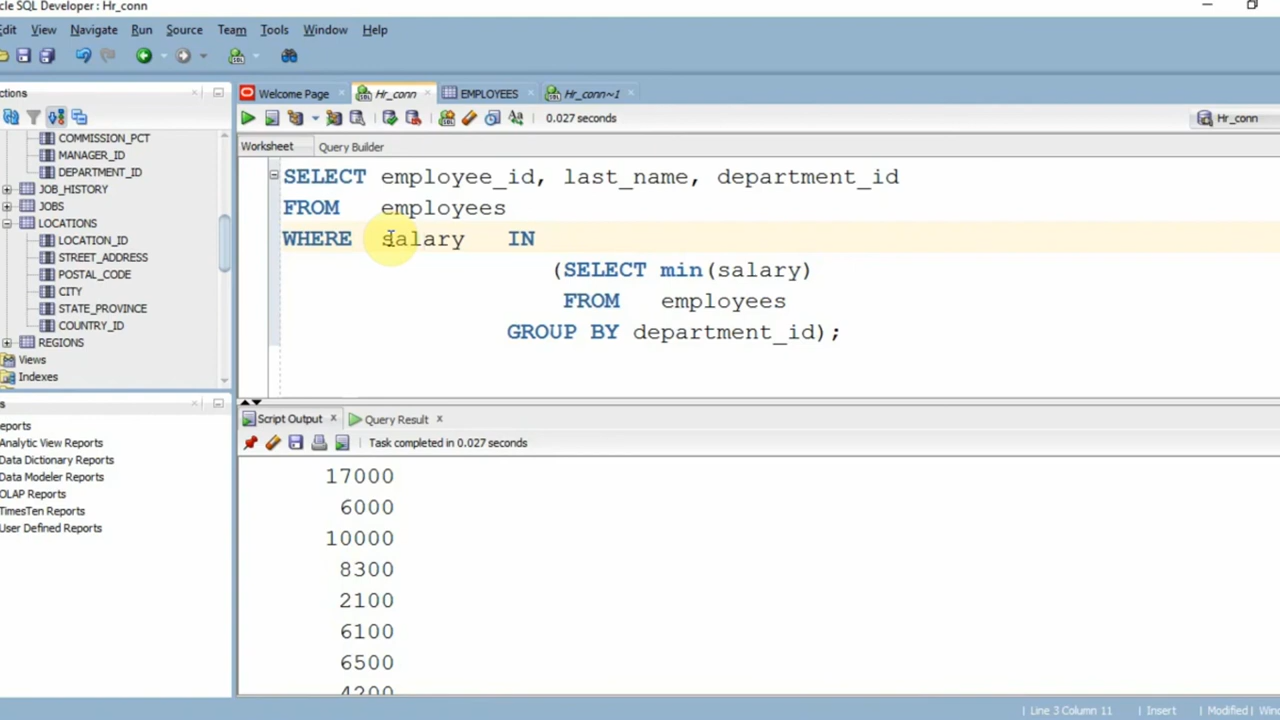 cle SQL Developer : Hr_conn
Edit View Navigate Run Source Team Tools Window Help
ctions
COMMISSION_PCT
MANAGER_ID
DEPARTMENT_ID
JOB_HISTORY
JOBS
LOCATIONS
LOCATION_ID
STREET_ADDRESS
POSTAL_CODE
CITY
STATE_PROVINCE
COUNTRY_ID
REGIONS
Views
Indexes
s
eports
Analytic View Reports
Data Dictionary Reports
Data Modeler Reports
OLAP Reports
TimesTen Reports
User Defined Reports
Welcome Page Hr_conn EMPLOYEES Hr_conn~1
0.027 seconds Hr_conn
Worksheet Query Builder
SELECT employee_id, last_name, department_id
FROM employees
WHERE salary IN
(SELECT min(salary)
FROM employees
GROUP BY department_id);
Script Output Query Result
Task completed in 0.027 seconds
17000
6000
10000
8300
2100
6100
6500
4200
Line 3 Column 11 Insert Modified Win